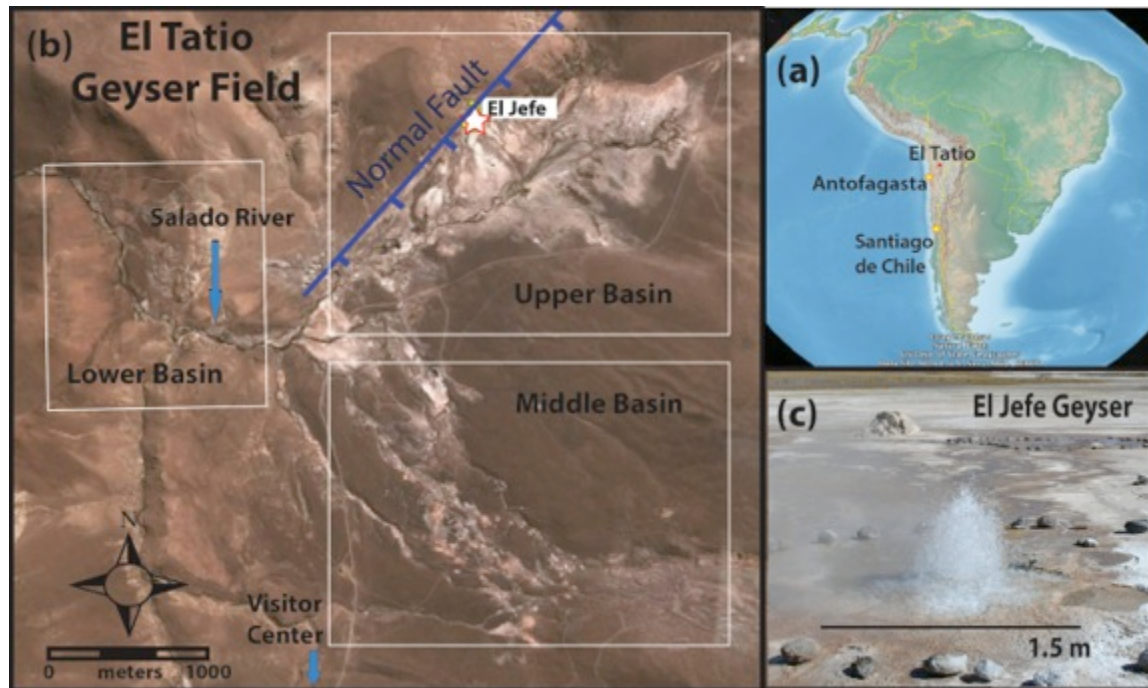 (b)
El Tatio
Geyser Field
Normal Fault
El Jefe
Salado River
Upper Basin
Lower Basin
Middle Basin
N
Visitor
Center
0 meters 1000
(a)
El Tatio
Antofagasta
Santiago
de Chile
(c)
El Jefe Geyser
1.5 m